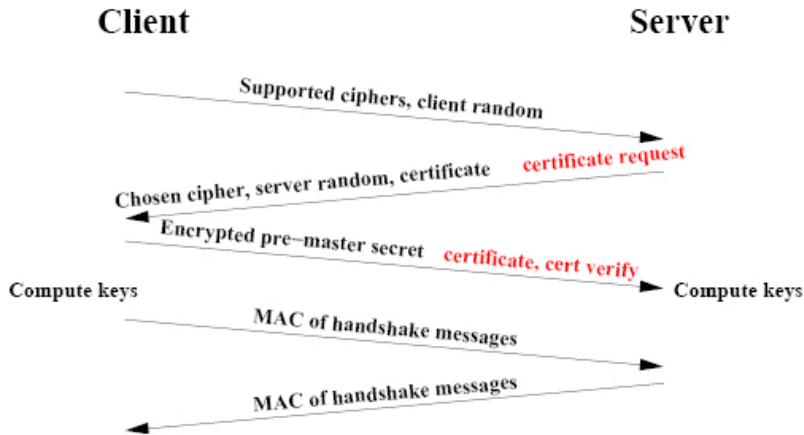 Client Server
Supported ciphers, client random
certificate request
Chosen cipher, server random, certificate
Encrypted pre−master secret certificate, cert verify
Compute keys Compute keys
MAC of handshake messages
MAC of handshake messages